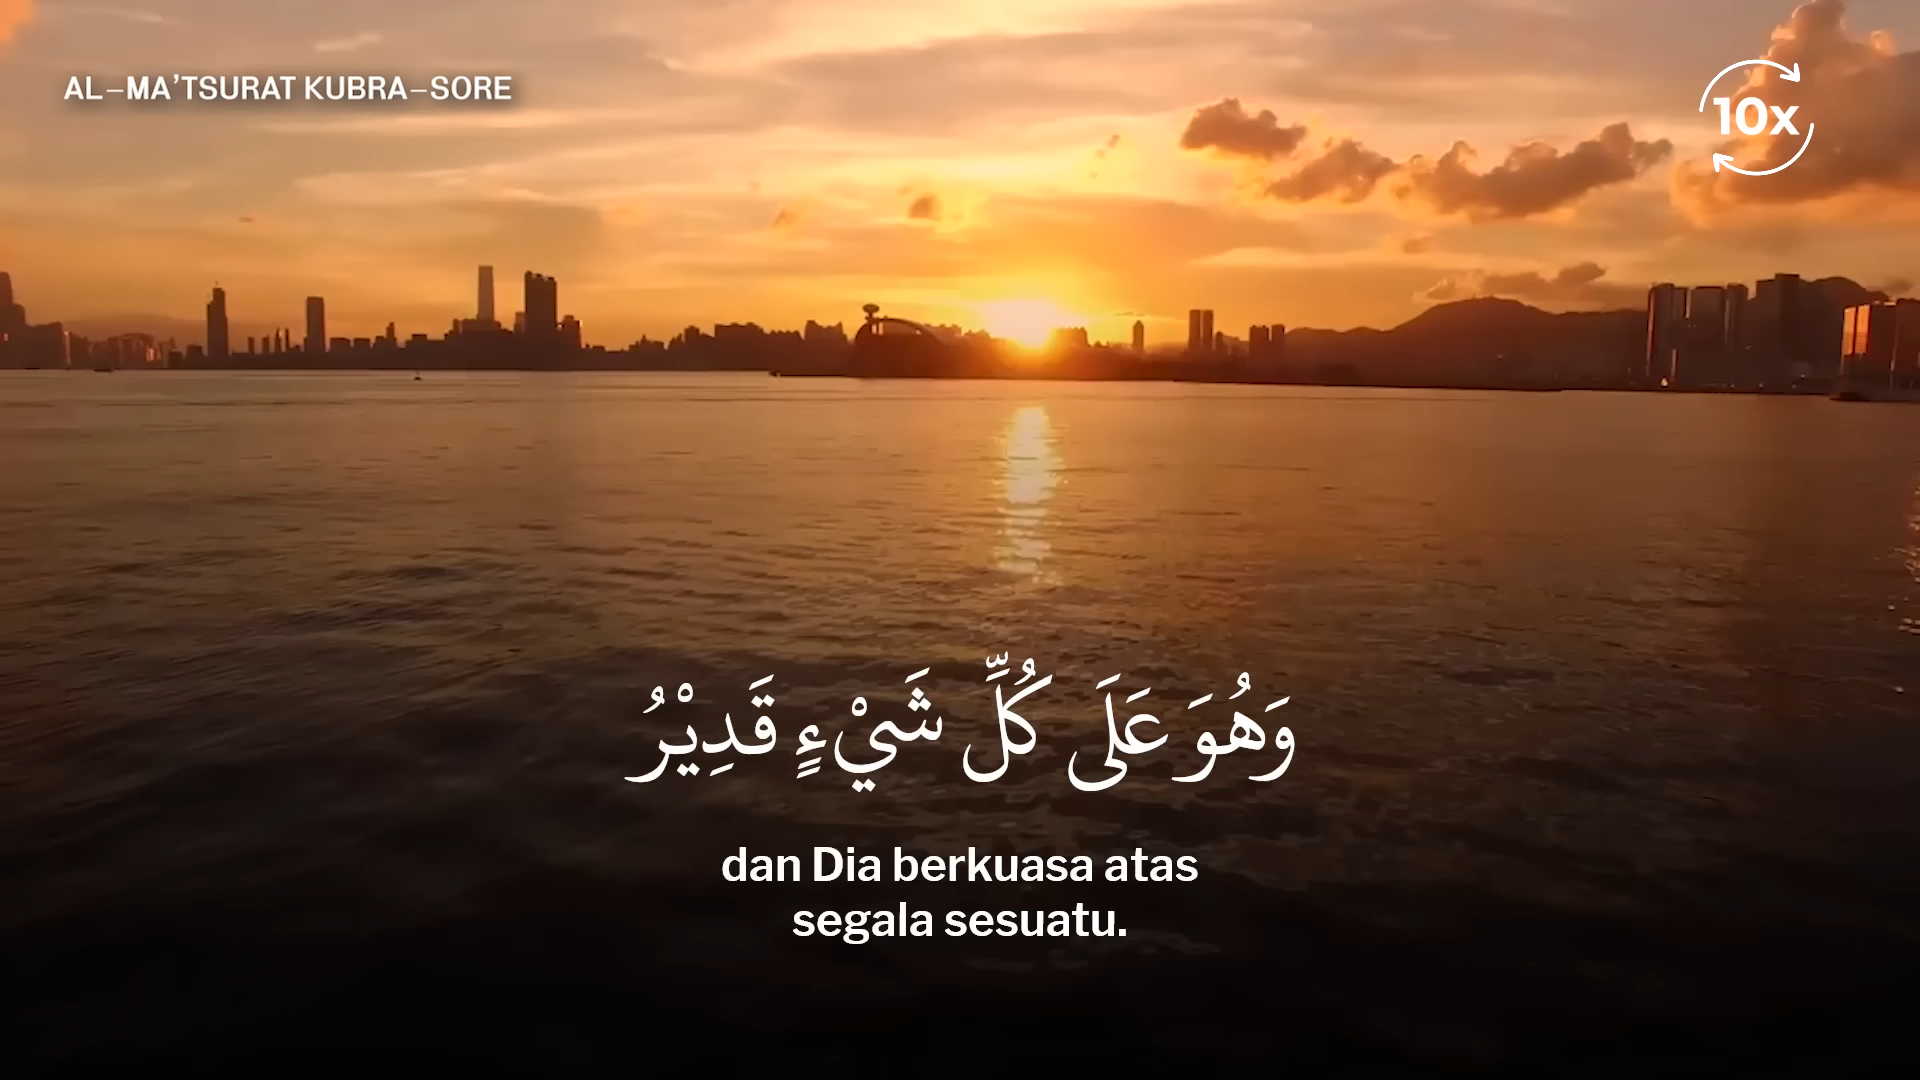 AL–MA’TSURAT KUBRA–SORE
10x
وَهُوَ عَلَى كُلِّ شَيْءٍ قَدِيْرُ
dan Dia berkuasa atas
segala sesuatu.